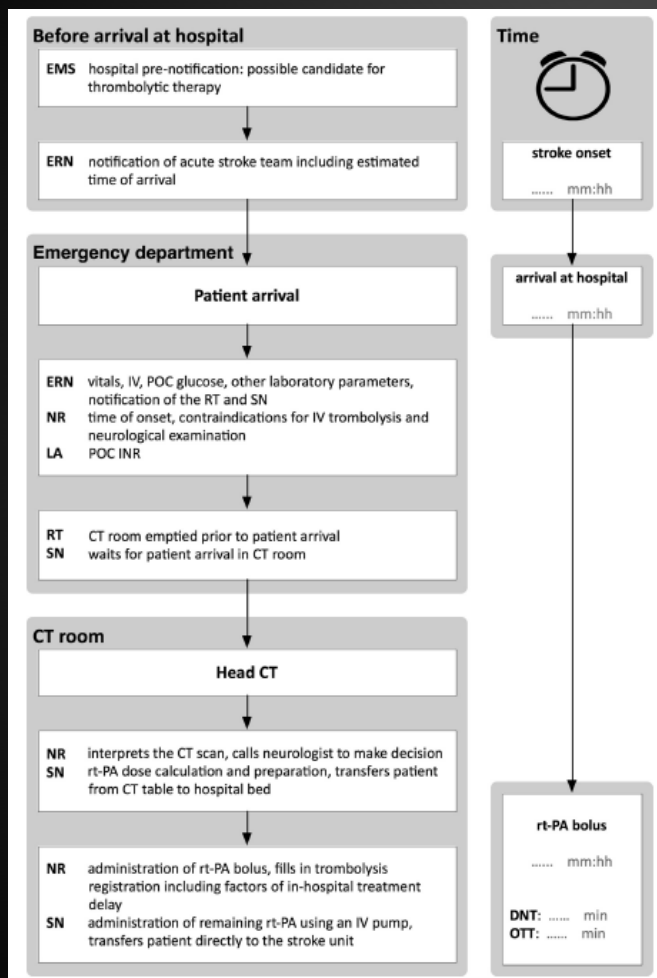 Before arrival at hospital
EMS hospital pre-notification: possible candidate for
thrombolytic therapy
ERN notification of acute stroke team including estimated
time of arrival
Emergency department
Patient arrival
ERN vitals, IV, POC glucose, other laboratory parameters,
notification of the RT and SN
NR time of onset, contraindications for IV trombolysis and
neurological examination
LA POC INR
RT CT room emptied prior to patient arrival
SN waits for patient arrival in CT room
CT room
Head CT
NR interprets the CT scan, calls neurologist to make decision
SN rt-PA dose calculation and preparation, transfers patient
from CT table to hospital bed
NR administration of rt-PA bolus, fills in trombolysis
registration including factors of in-hospital treatment
delay
SN administration of remaining rt-PA using an IV pump,
transfers patient directly to the stroke unit
Time
stroke onset
...... mm:hh
arrival at hospital
...... mm:hh
rt-PA bolus
...... mm:hh
DNT: ...... min
OTT: ...... min